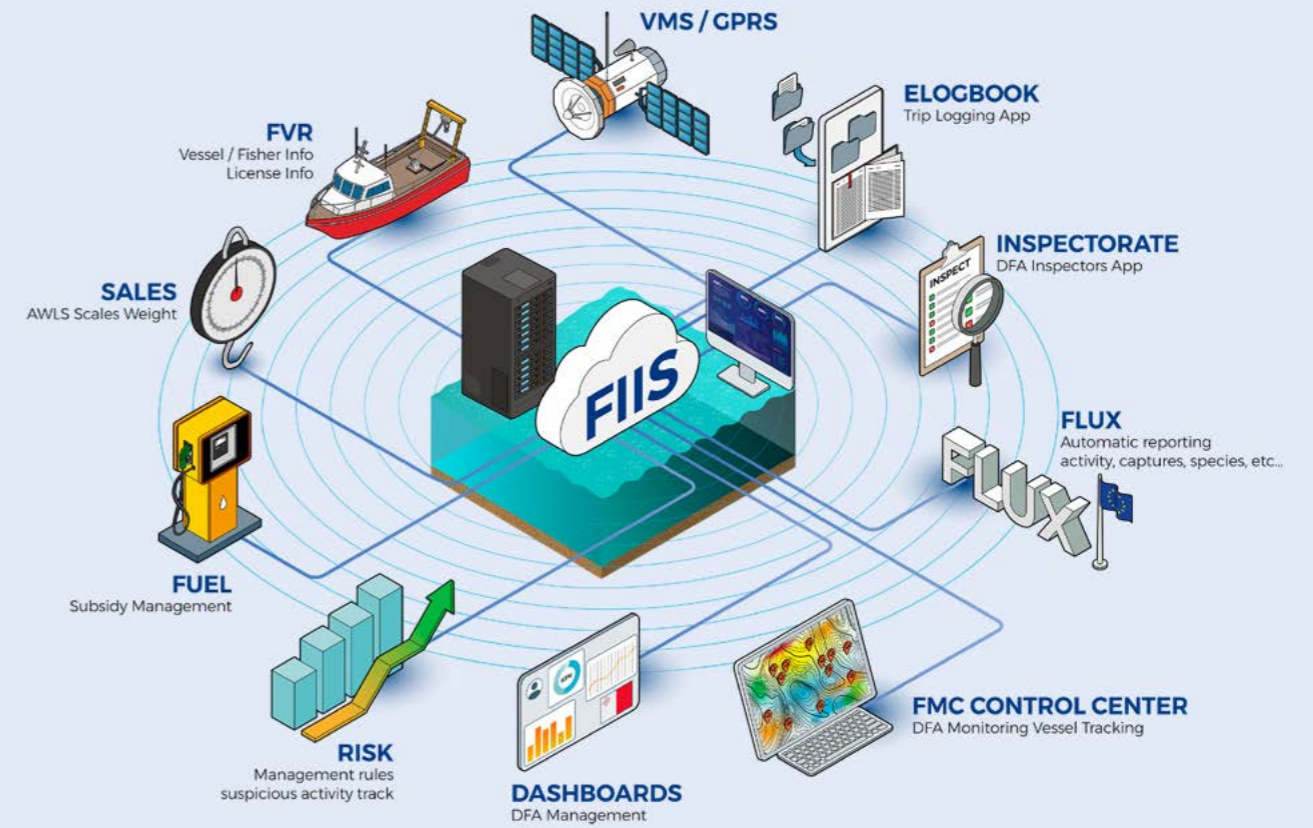 VMS / GPRS
ELOGBOOK
Trip Logging App
FVR
Vessel / Fisher Info
License Info
INSPECTORATE
DFA Inspectors App
INSPECT
SALES
AWLS Scales Weight
FIIS
FLUX
Automatic reporting
activity, captures, species, etc...
FLUX
FUEL
Subsidy Management
RISK
Management rules
suspicious activity track
DASHBOARDS
DFA Management
FMC CONTROL CENTER
DFA Monitoring Vessel Tracking